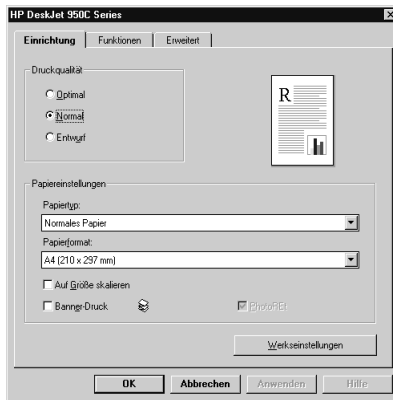 HP DeskJet 950C Series
Einrichtung Funktionen Erweitert
Druckqualität
Optimal
Normal
Entwurf
R
Papiereinstellungen
Papiertyp:
Normales Papier
Papierformat:
A4 (210 x 297 mm)
Auf Größe skalieren
Banner-Druck PhotoREt
Werkseinstellungen
OK Abbrechen Anwenden Hilfe